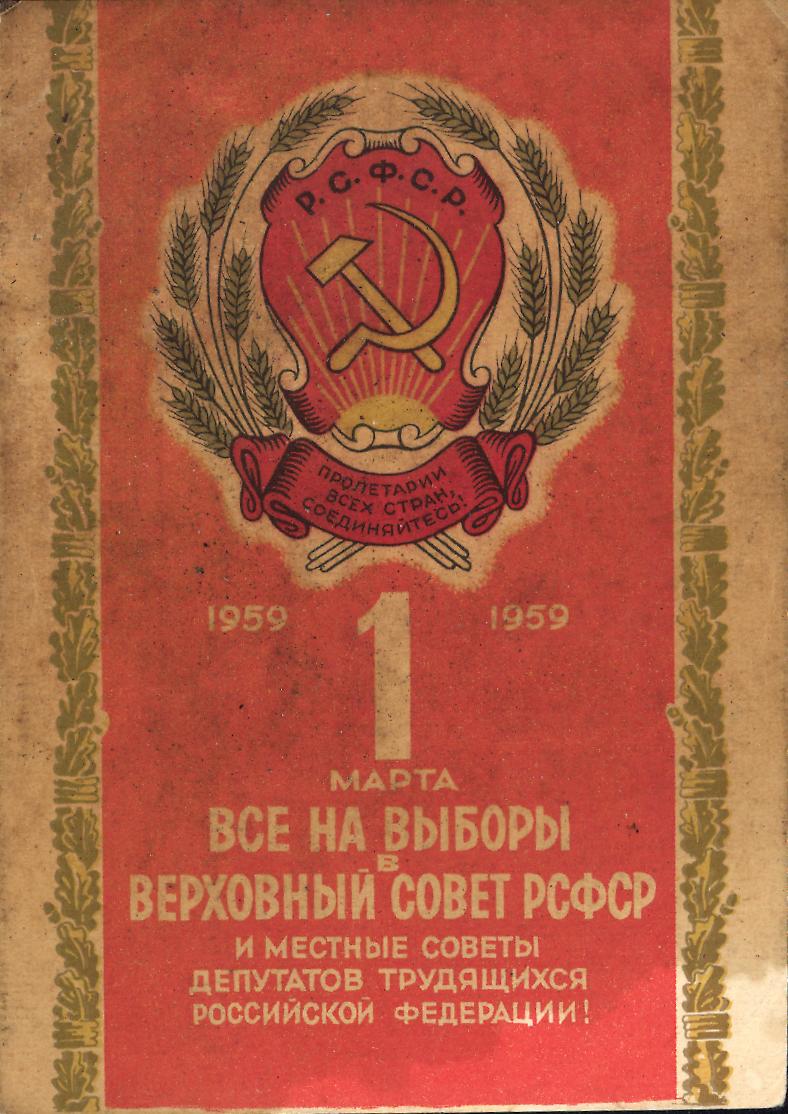 Р. С. Ф. С. Р.
ПРОЛЕТАРИИ
ВСЕХ СТРАН,
СОЕДИНЯЙТЕСЬ!
1959 1 1959
МАРТА
ВСЕ НА ВЫБОРЫ
В
ВЕРХОВНЫЙ СОВЕТ РСФСР
И МЕСТНЫЕ СОВЕТЫ
ДЕПУТАТОВ ТРУДЯЩИХСЯ
РОССИЙСКОЙ ФЕДЕРАЦИИ!